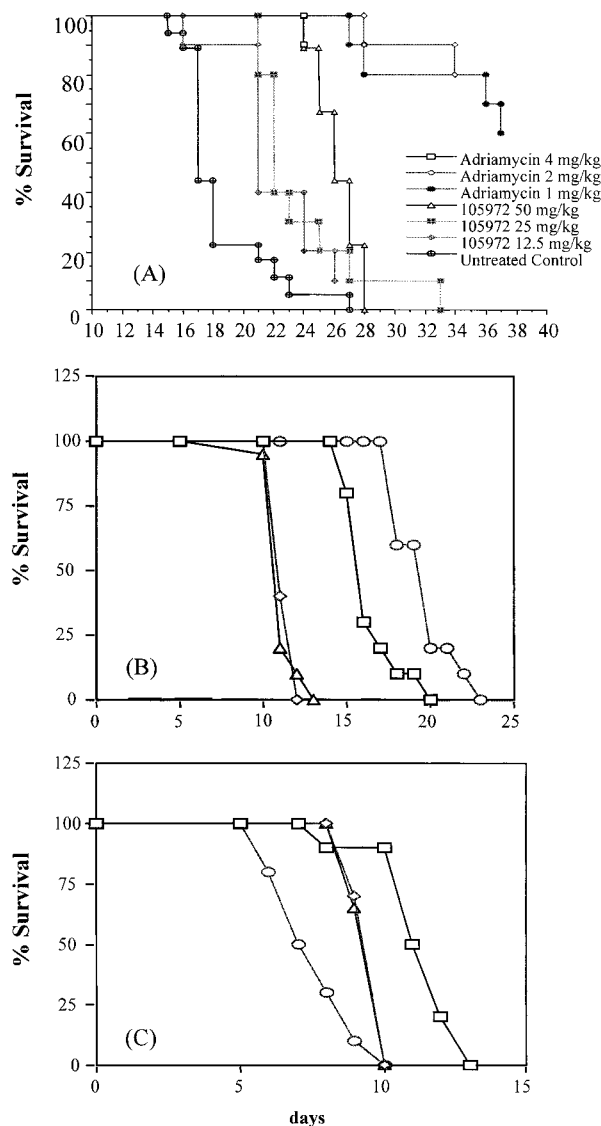 100
80
60
40
20
0
% Survival
(A)
Adriamycin 4 mg/kg
Adriamycin 2 mg/kg
Adriamycin 1 mg/kg
105972 50 mg/kg
105972 25 mg/kg
105972 12.5 mg/kg
Untreated Control
10 12 14 16 18 21 24 26 28 30 32 34 36 38 40
125
100
75
50
25
0
% Survival
(B)
0 5 10 15 20 25
125
100
75
50
25
0
% Survival
(C)
0 5 10 15
days